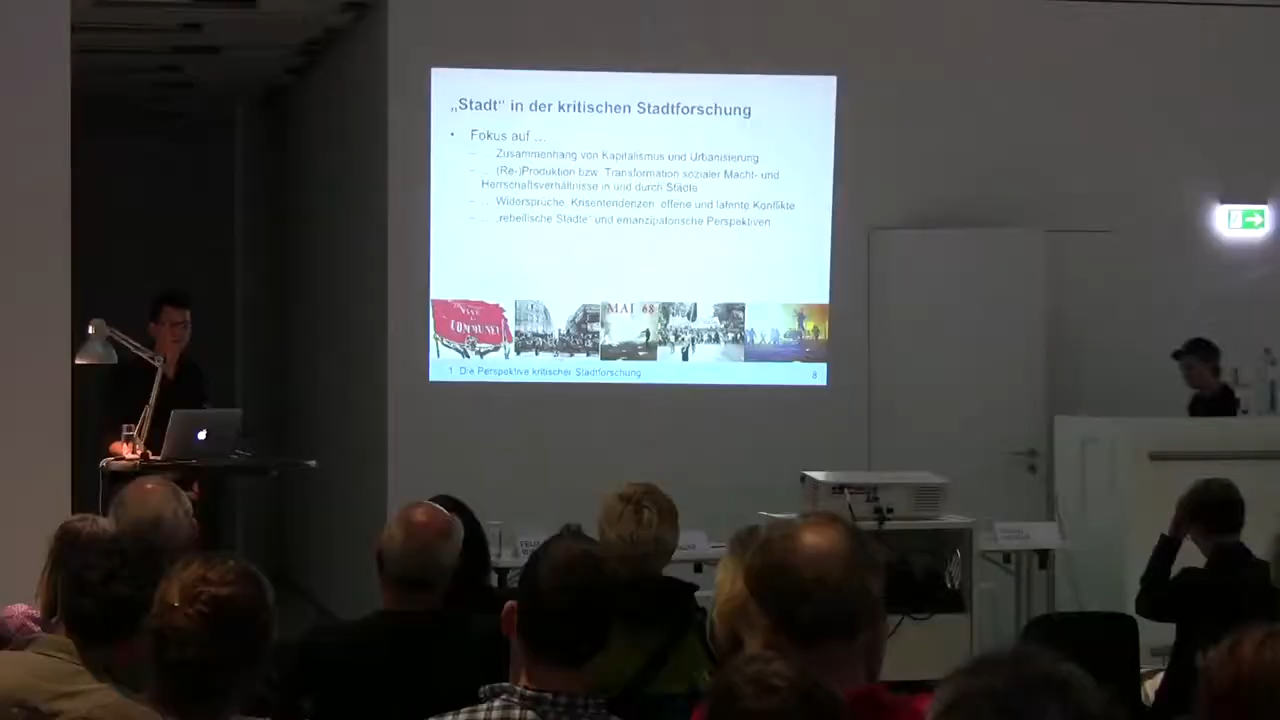 „Stadt“ in der kritischen Stadtforschung
• Fokus auf …
– … Zusammenhang von Kapitalismus und Urbanisierung
– … (Re-)Produktion bzw. Transformation sozialer Macht- und
Herrschaftsverhältnisse in und durch Städte
– … Widersprüche, Krisentendenzen, offene und latente Konflikte
– … „rebellische Städte“ und emanzipatorische Perspektiven
VIVE
LA
COMMUNE!
MAI 68
1. Die Perspektive kritischer Stadtforschung
8